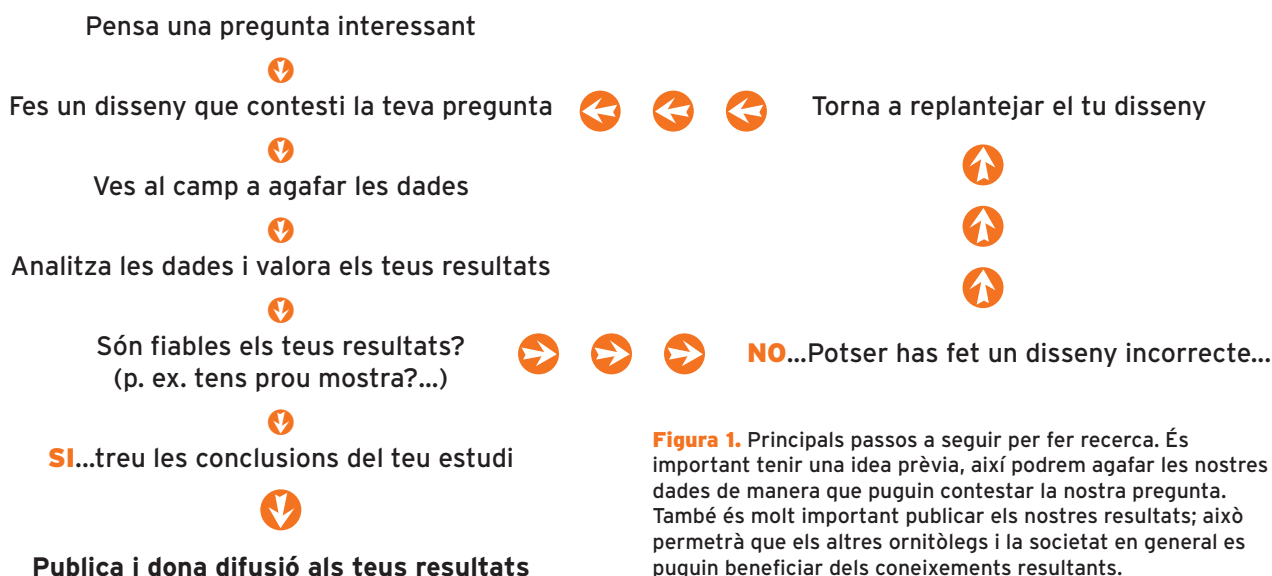 Pensa una pregunta interessant
Fes un disseny que contesti la teva pregunta
Torna a replantejar el tu disseny
Ves al camp a agafar les dades
Analitza les dades i valora els teus resultats
Són fiables els teus resultats?
(p. ex. tens prou mostra?...)
NO...Potser has fet un disseny incorrecte...
SI...treu les conclusions del teu estudi
Publica i dona difusió als teus resultats
Figura 1. Principals passos a seguir per fer recerca. És
important tenir una idea prèvia, així podrem agafar les nostres
dades de manera que puguin contestar la nostra pregunta.
També és molt important publicar els nostres resultats; això
permetrà que els altres ornitòlegs i la societat en general es
puguin beneficiar dels coneixements resultants.